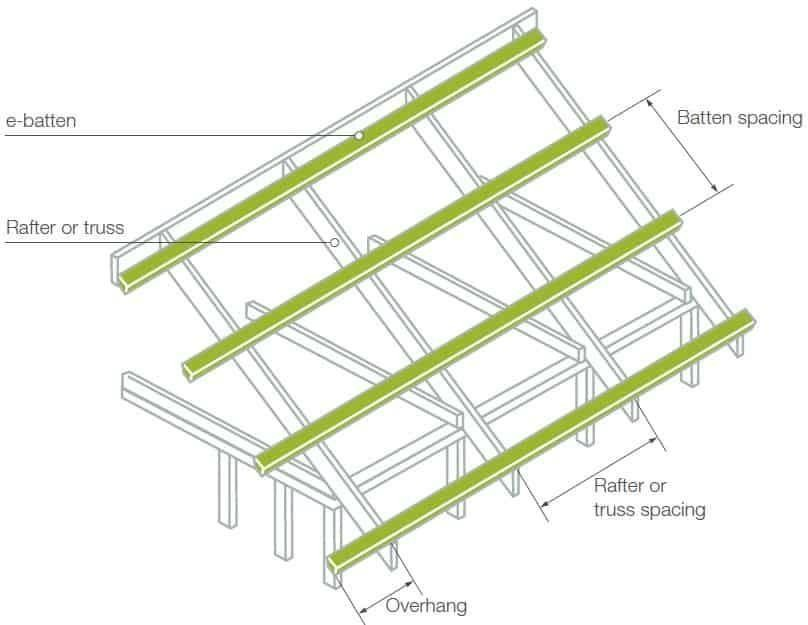 e-batten
Batten spacing
Rafter or truss
Rafter or
truss spacing
Overhang